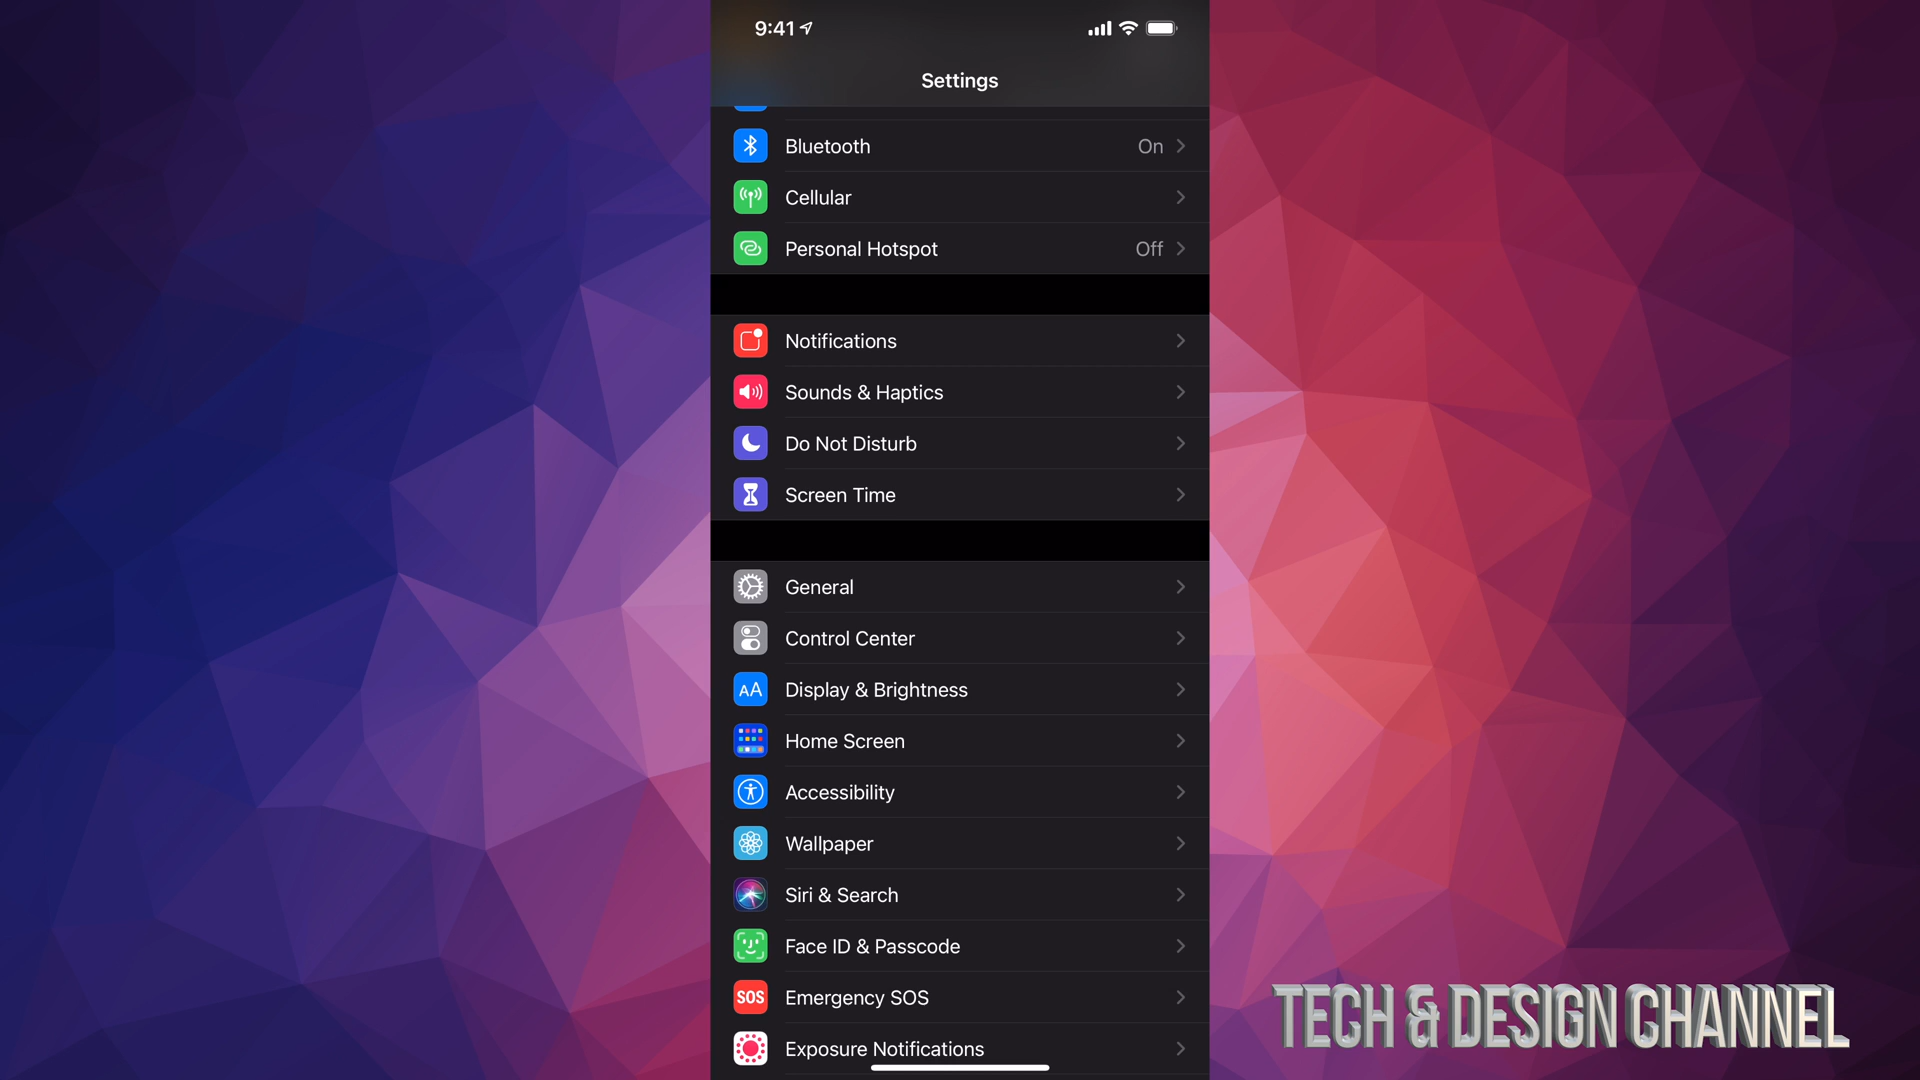 9:41
Settings
Bluetooth On
Cellular
Personal Hotspot Off
Notifications
Sounds & Haptics
Do Not Disturb
Screen Time
General
Control Center
AA Display & Brightness
Home Screen
Accessibility
Wallpaper
Siri & Search
Face ID & Passcode
SOS Emergency SOS
Exposure Notifications
TECH & DESIGN CHANNEL